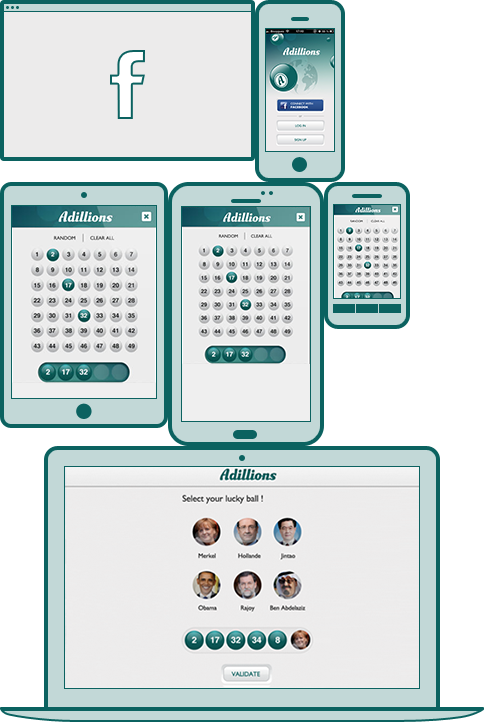 f
Adillions
CONNECT WITH
FACEBOOK
LOG IN
SIGN UP
Adillions
RANDOM | CLEAR ALL
1 2 3 4 5 6 7
8 9 10 11 12 13 14
15 16 17 18 19 20 21
22 23 24 25 26 27 28
29 30 31 32 33 34 35
36 37 38 39 40 41 42
43 44 45 46 47 48 49
2 17 32
Adillions
RANDOM | CLEAR ALL
1 2 3 4 5 6 7
8 9 10 11 12 13 14
15 16 17 18 19 20 21
22 23 24 25 26 27 28
29 30 31 32 33 34 35
36 37 38 39 40 41 42
43 44 45 46 47 48 49
2 17 32
Adillions
RANDOM | CLEAR ALL
2 17 32
Adillions
Select your lucky ball !
Merkel Hollande Jintao
Obama Rajoy Ben Abdelaziz
2 17 32 34 8
VALIDATE